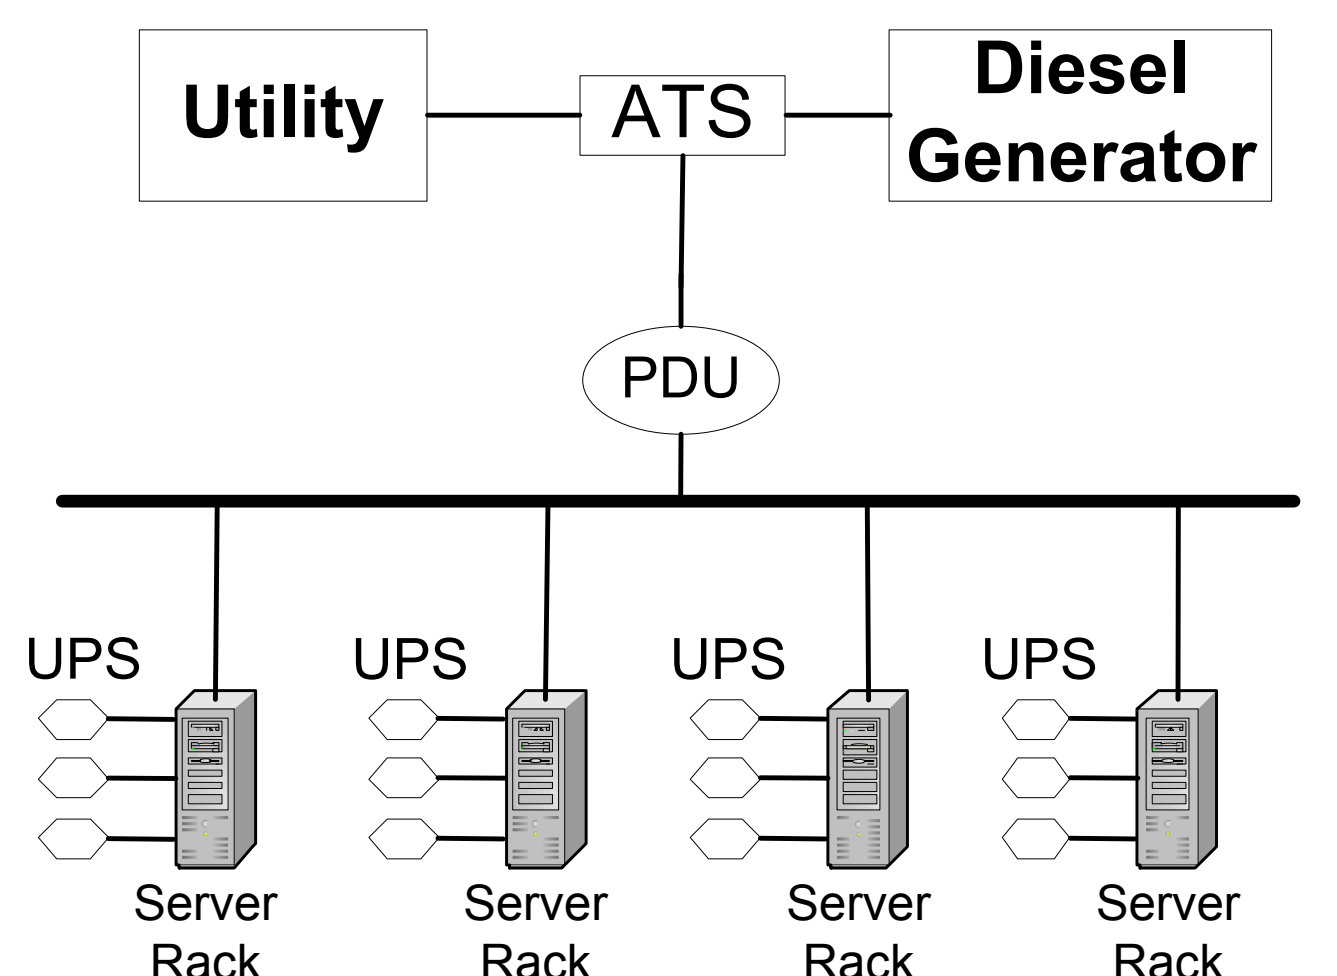 Utility
ATS
Diesel
Generator
PDU
UPS
UPS
UPS
UPS
Server
Rack
Server
Rack
Server
Rack
Server
Rack